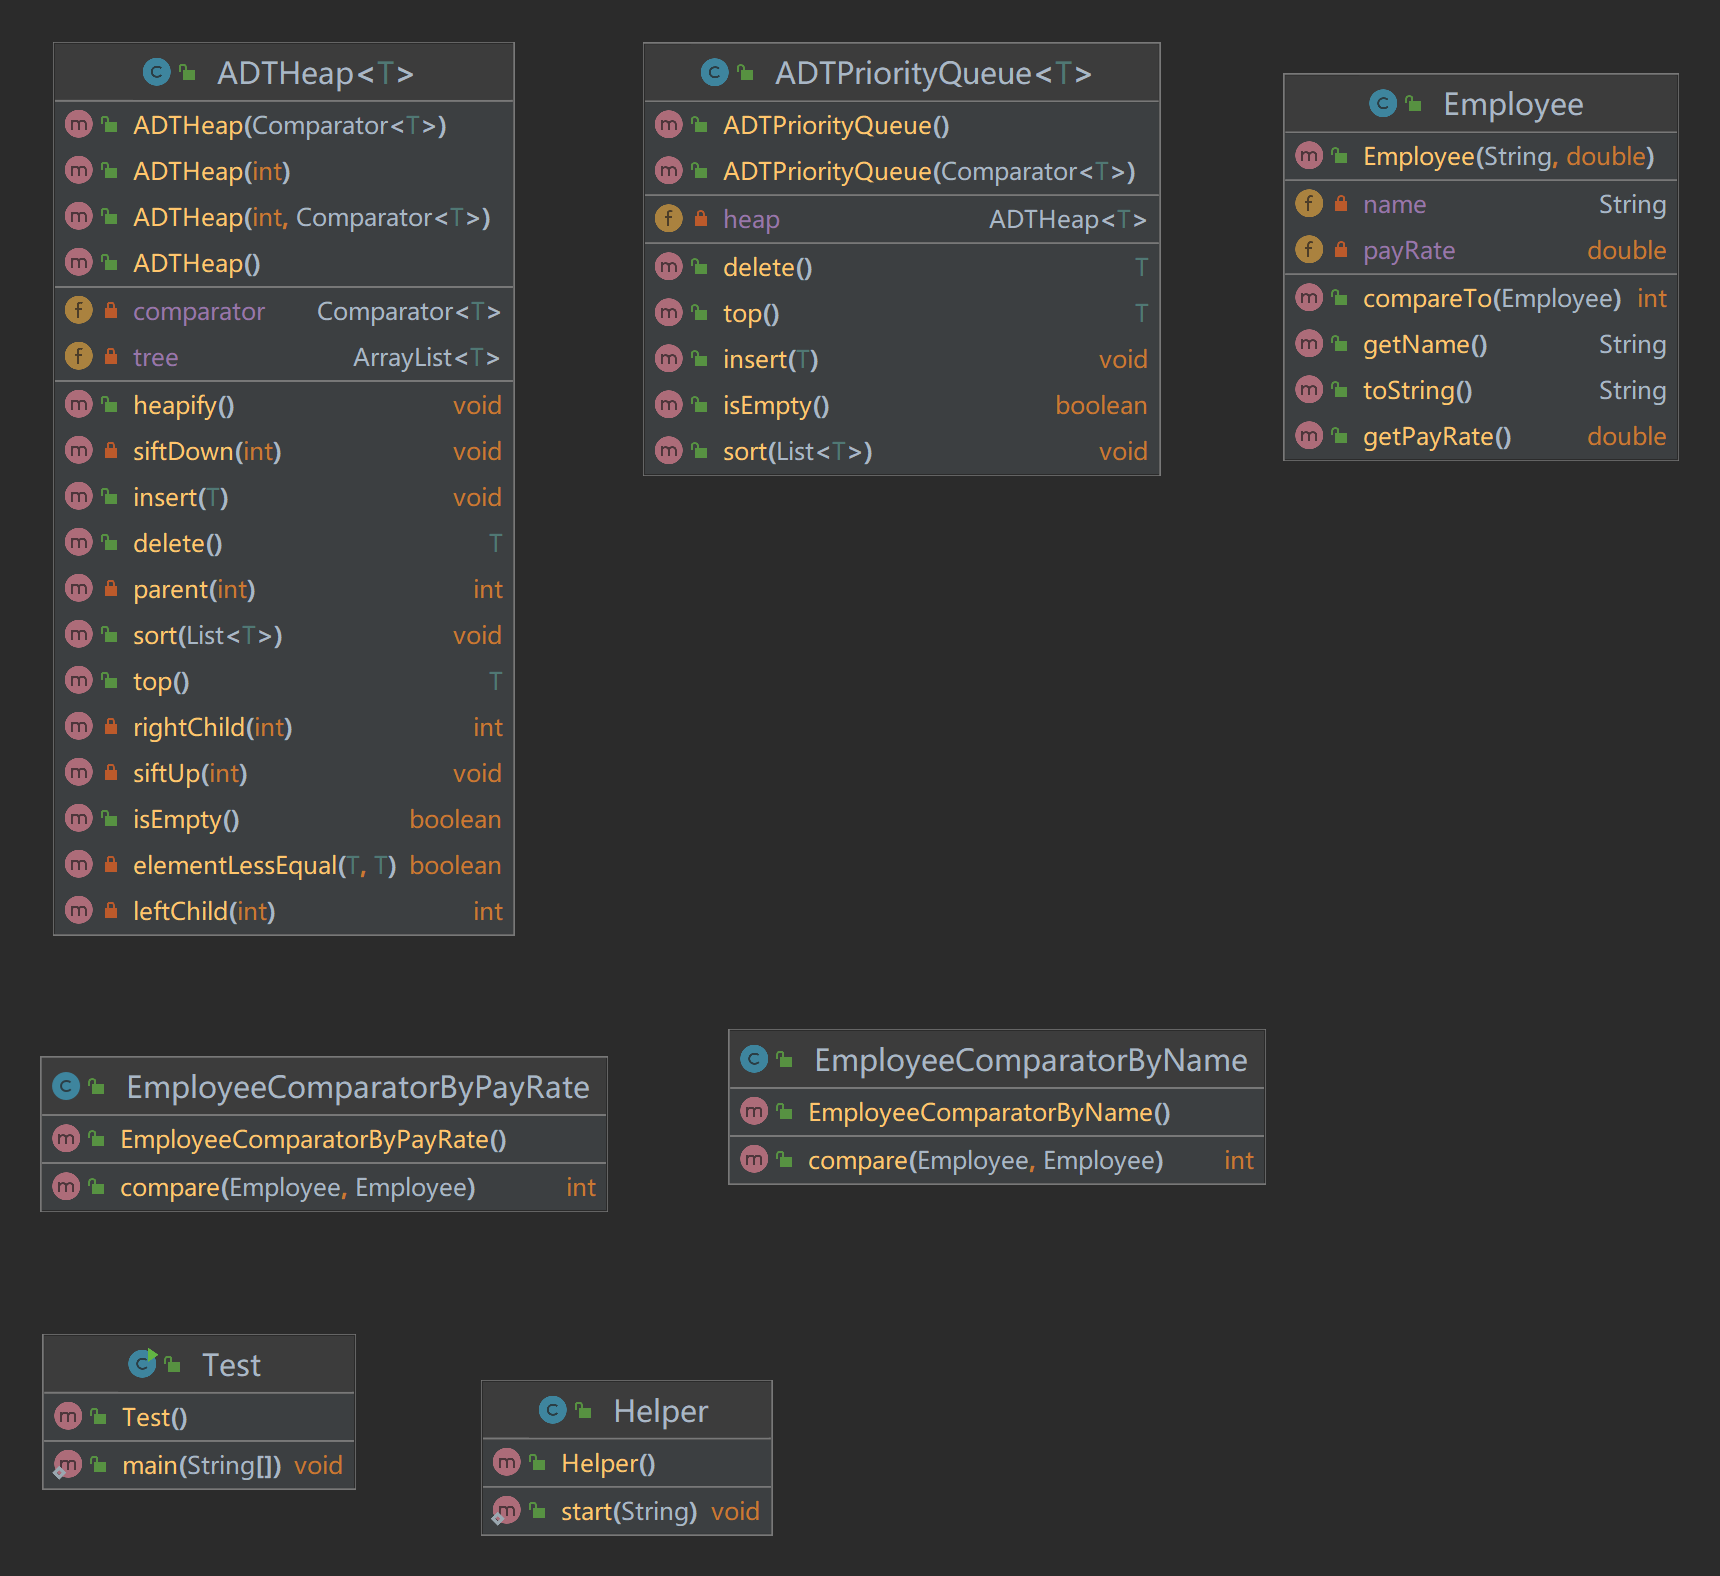 ADTHeap<T>
ADTHeap(Comparator<T>)
ADTHeap(int)
ADTHeap(int, Comparator<T>)
ADTHeap()
comparator Comparator<T>
tree ArrayList<T>
heapify() void
siftDown(int) void
insert(T) void
delete() T
parent(int) int
sort(List<T>) void
top() T
rightChild(int) int
siftUp(int) void
isEmpty() boolean
elementLessEqual(T, T) boolean
leftChild(int) int
ADTPriorityQueue<T>
ADTPriorityQueue()
ADTPriorityQueue(Comparator<T>)
heap ADTHeap<T>
delete() T
top() T
insert(T) void
isEmpty() boolean
sort(List<T>) void
Employee
Employee(String, double)
name String
payRate double
compareTo(Employee) int
getName() String
toString() String
getPayRate() double
EmployeeComparatorByPayRate
EmployeeComparatorByPayRate()
compare(Employee, Employee) int
EmployeeComparatorByName
EmployeeComparatorByName()
compare(Employee, Employee) int
Test
Test()
main(String[]) void
Helper
Helper()
start(String) void